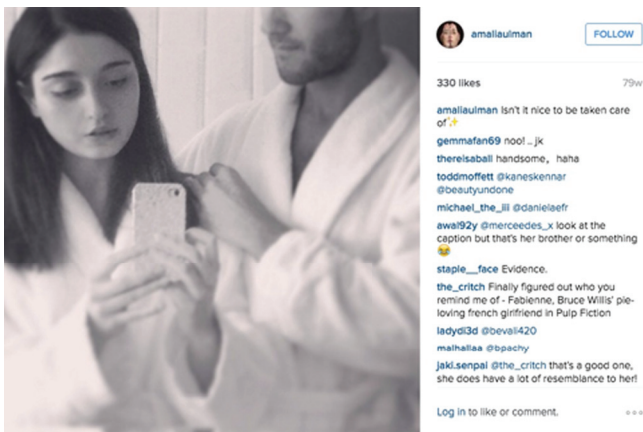 amaliaulman
FOLLOW
330 likes
79w
amaliaulman Isn't it nice to be taken care
of✨
gemmafan69 noo! .. jk
thereisaball handsome, haha
toddmoffett @kaneskennar
@beautyundone
michael_the_iii @danielaefr
awal92y @merceedes_x look at the
caption but that's her brother or something
😂
staple__face Evidence.
the_critch Finally figured out who you
remind me of - Fabienne, Bruce Willis' pie-
loving french girlfriend in Pulp Fiction
ladydi3d @bevali420
malhallaa @bpachy
jaki.senpai @the_critch that's a good one,
she does have a lot of resemblance to her!
Log in to like or comment.